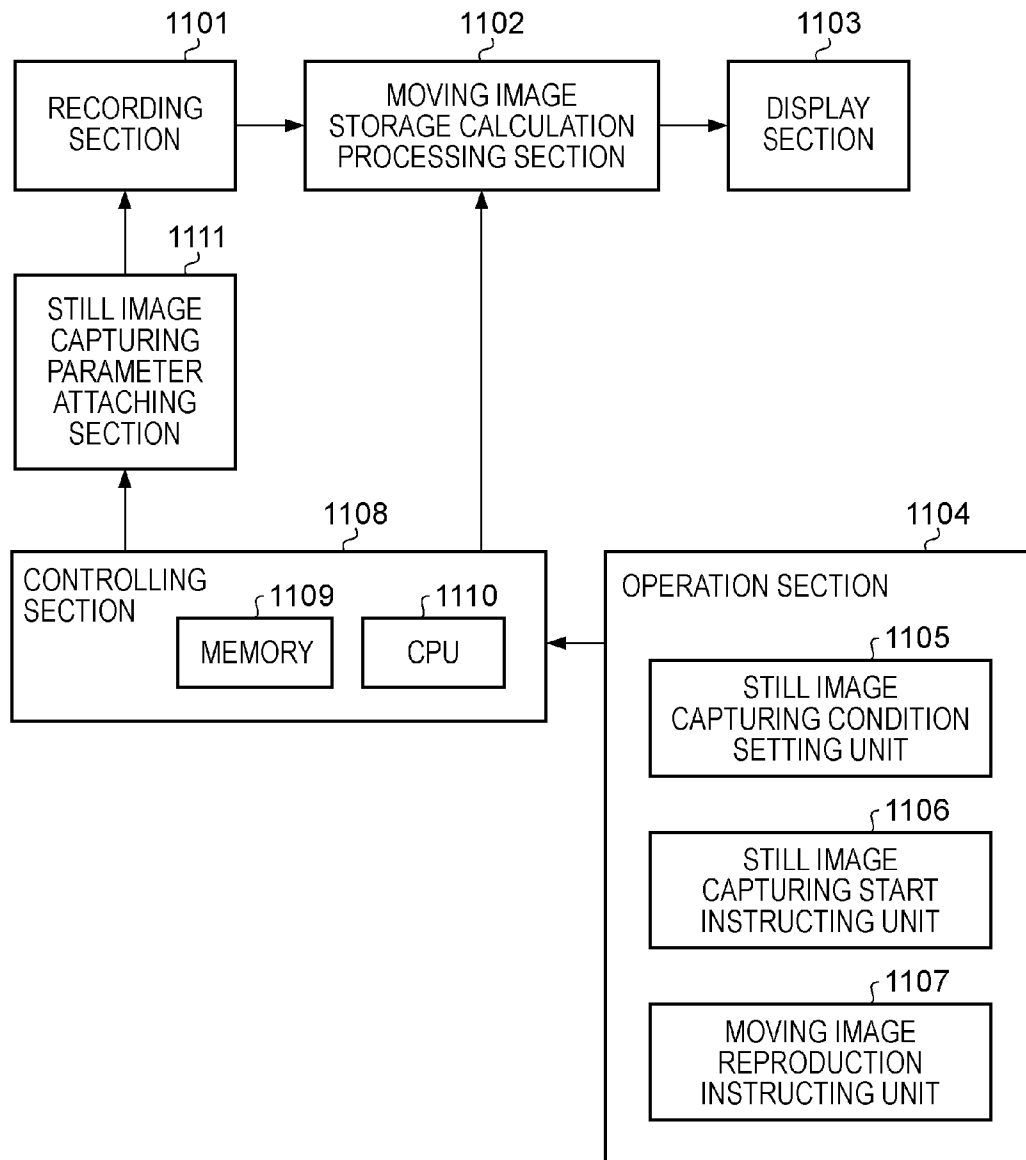 1101
RECORDING
SECTION
1102
MOVING IMAGE
STORAGE CALCULATION
PROCESSING SECTION
1103
DISPLAY
SECTION
1111
STILL IMAGE
CAPTURING
PARAMETER
ATTACHING
SECTION
1108
CONTROLLING
SECTION
1109
MEMORY
1110
CPU
1104
OPERATION SECTION
1105
STILL IMAGE
CAPTURING CONDITION
SETTING UNIT
1106
STILL IMAGE
CAPTURING START
INSTRUCTING UNIT
1107
MOVING IMAGE
REPRODUCTION
INSTRUCTING UNIT